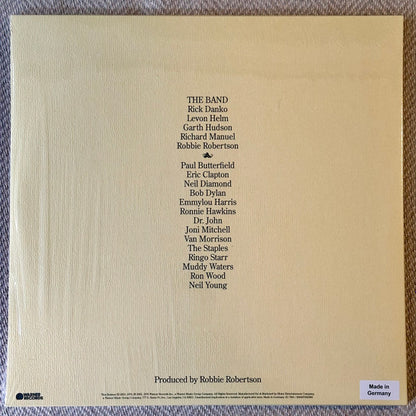 THE BAND
Rick Danko
Levon Helm
Garth Hudson
Richard Manuel
Robbie Robertson
Paul Butterfield
Eric Clapton
Neil Diamond
Bob Dylan
Emmylou Harris
Ronnie Hawkins
Dr. John
Joni Mitchell
Van Morrison
The Staples
Ringo Starr
Muddy Waters
Ron Wood
Neil Young
Produced by Robbie Robertson
WARNER
RECORDS
Made in
Germany